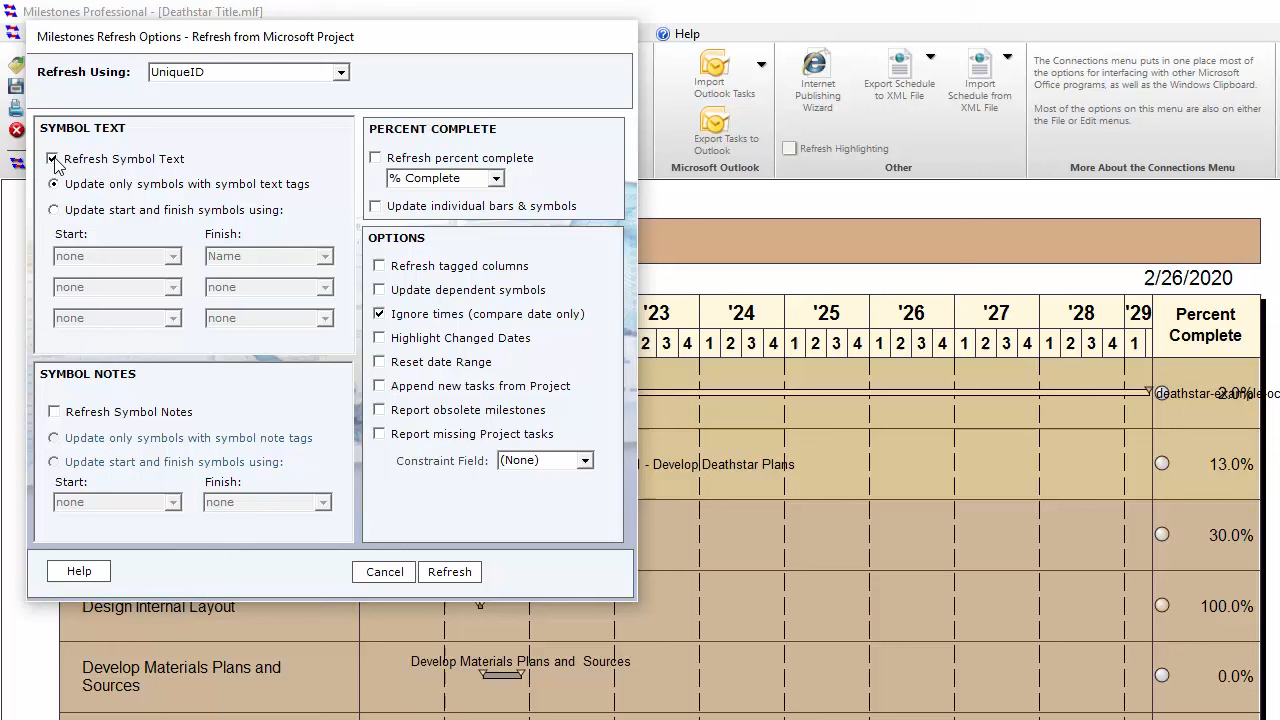 Milestones Professional - [Deathstar Title.mlf]
Milestones Refresh Options - Refresh from Microsoft Project
Refresh Using: UniqueID
SYMBOL TEXT
Refresh Symbol Text
Update only symbols with symbol text tags
Update start and finish symbols using:
Start: Finish:
none Name
none none
none none
SYMBOL NOTES
Refresh Symbol Notes
Update only symbols with symbol note tags
Update start and finish symbols using:
Start: Finish:
none none
PERCENT COMPLETE
Refresh percent complete
% Complete
Update individual bars & symbols
OPTIONS
Refresh tagged columns
Update dependent symbols
Ignore times (compare date only)
Highlight Changed Dates
Reset date Range
Append new tasks from Project
Report obsolete milestones
Report missing Project tasks
Constraint Field: (None)
Help Cancel Refresh
Help
Import
Outlook Tasks
Export Tasks to
Outlook
Microsoft Outlook
Internet
Publishing
Wizard
Export Schedule
to XML File
Import
Schedule from
XML File
Refresh Highlighting
Other
The Connections menu puts in one place most
of the options for interfacing with other Microsoft
Office programs, as well as the Windows Clipboard.
Most of the options on this menu are also on either
the File or Edit menus.
More About the Connections Menu
2/26/2020
'23 '24 '25 '26 '27 '28 '29
2 3 4 1 2 3 4 1 2 3 4 1 2 3 4 1 2 3 4 1 2 3 4 1
Percent
Complete
deathstar-example-oc
2.0%
1 - Develop Deathstar Plans
13.0%
30.0%
Design Internal Layout
100.0%
Develop Materials Plans and
Sources
Develop Materials Plans and Sources
0.0%